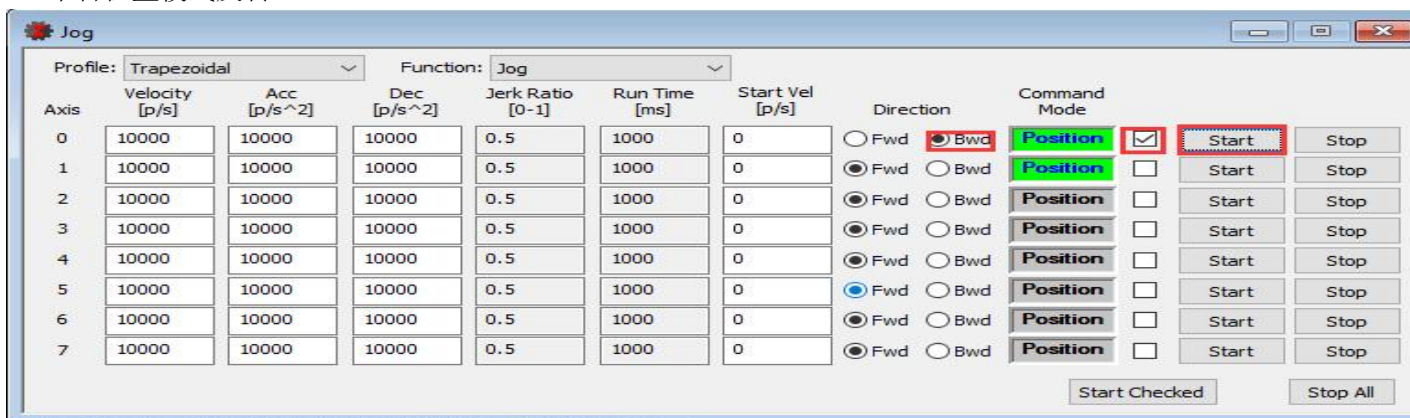 Jog
Profile: Trapezoidal Function: Jog
Axis Velocity [p/s] Acc [p/s^2] Dec [p/s^2] Jerk Ratio [0-1] Run Time [ms] Start Vel [p/s] Direction Command Mode
0 10000 10000 10000 0.5 1000 0 Fwd Bwd Position Start Stop
1 10000 10000 10000 0.5 1000 0 Fwd Bwd Position Start Stop
2 10000 10000 10000 0.5 1000 0 Fwd Bwd Position Start Stop
3 10000 10000 10000 0.5 1000 0 Fwd Bwd Position Start Stop
4 10000 10000 10000 0.5 1000 0 Fwd Bwd Position Start Stop
5 10000 10000 10000 0.5 1000 0 Fwd Bwd Position Start Stop
6 10000 10000 10000 0.5 1000 0 Fwd Bwd Position Start Stop
7 10000 10000 10000 0.5 1000 0 Fwd Bwd Position Start Stop
Start Checked Stop All